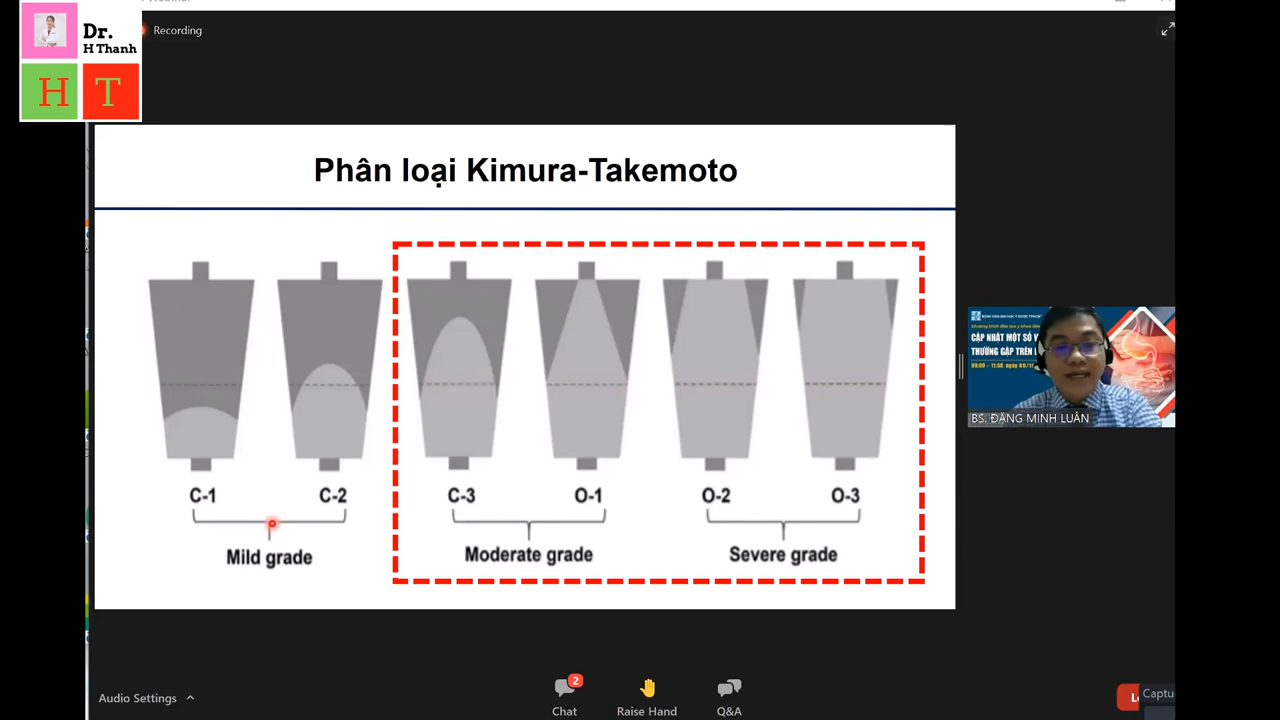 Dr.
H Thanh
H T
Recording
Phân loại Kimura-Takemoto
C-1
C-2
C-3
O-1
O-2
O-3
Mild grade
Moderate grade
Severe grade
CẬP NHẬT MỘT SỐ
THƯỜNG GẶP TRÊN
BS. ĐẶNG MINH LUÂN
Audio Settings
2
Chat
Raise Hand
Q&A
Captu